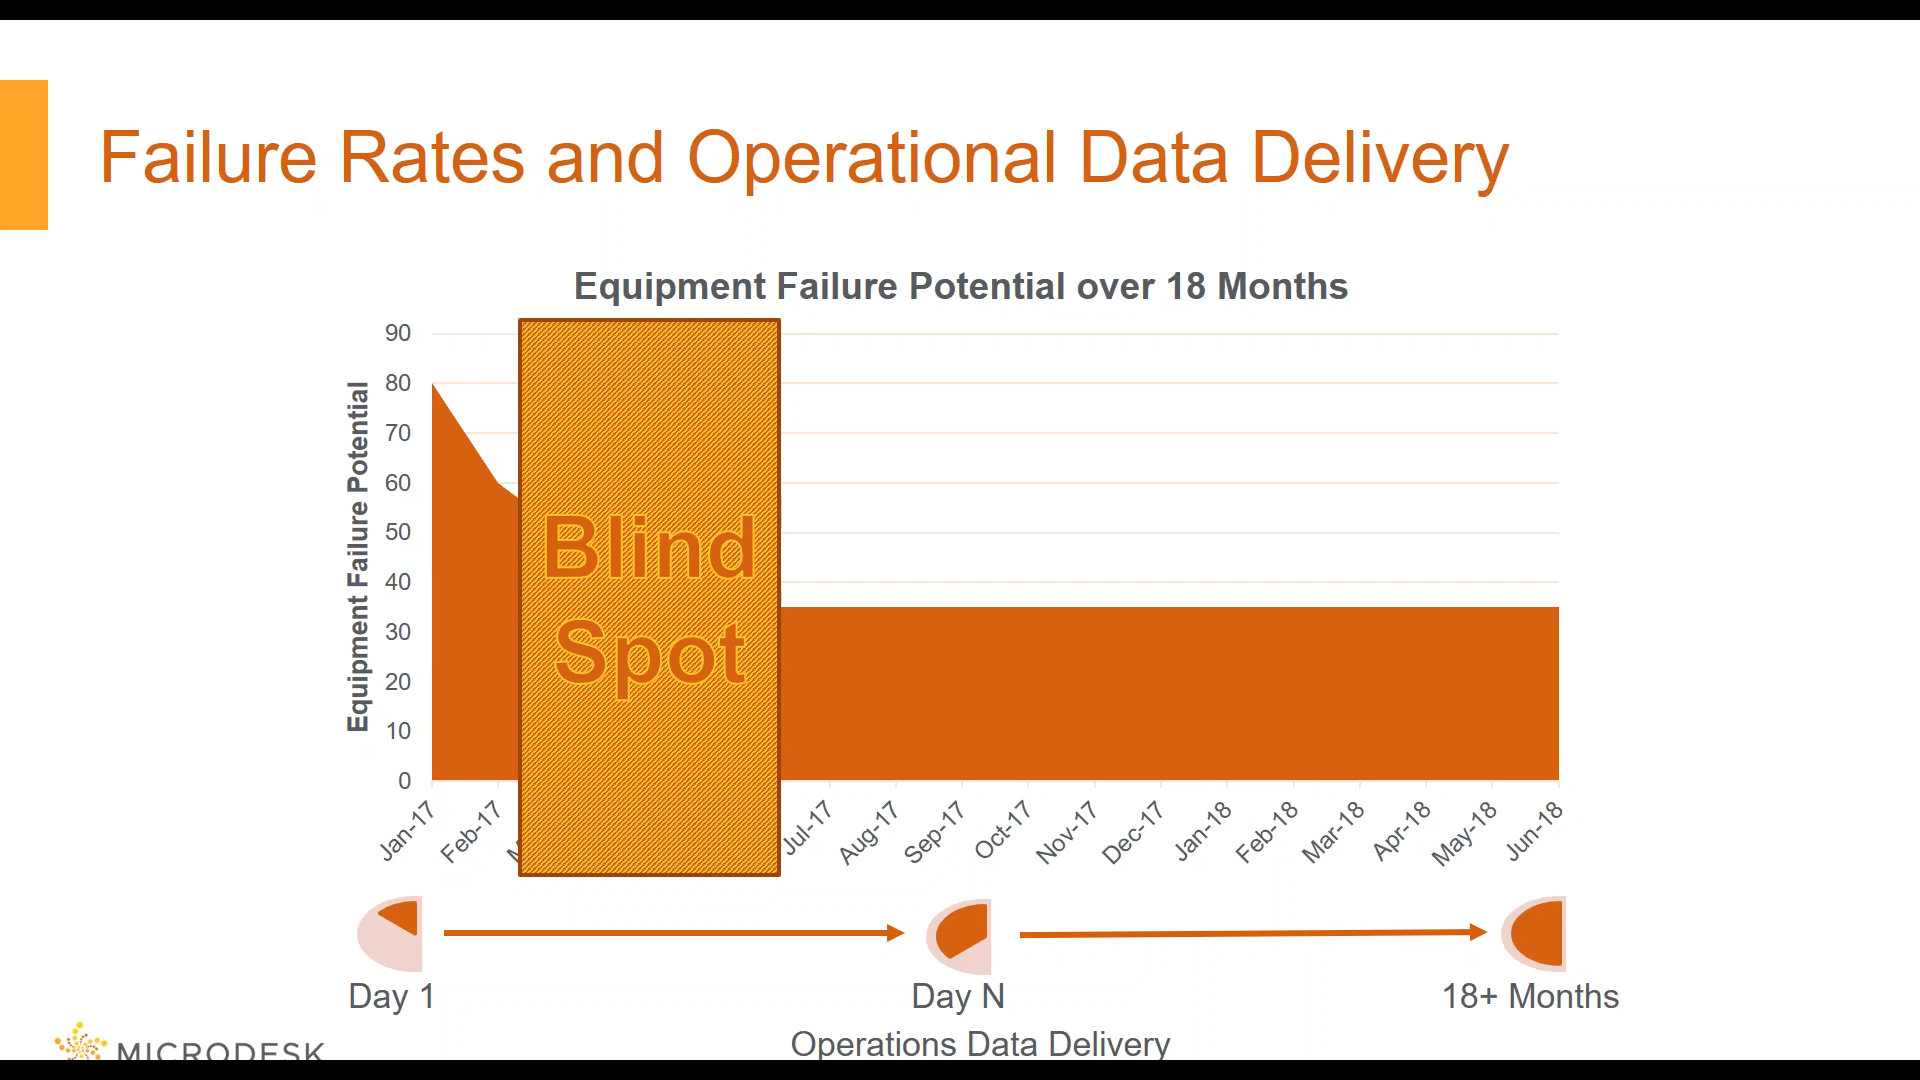 Failure Rates and Operational Data Delivery
Equipment Failure Potential over 18 Months
Equipment Failure Potential
90
80
70
60
50
40
30
20
10
0
Blind
Spot
Jan-17
Feb-17
Jul-17
Aug-17
Sep-17
Oct-17
Nov-17
Dec-17
Jan-18
Feb-18
Mar-18
Apr-18
May-18
Jun-18
Day 1
Day N
18+ Months
Operations Data Delivery
MICRODESK